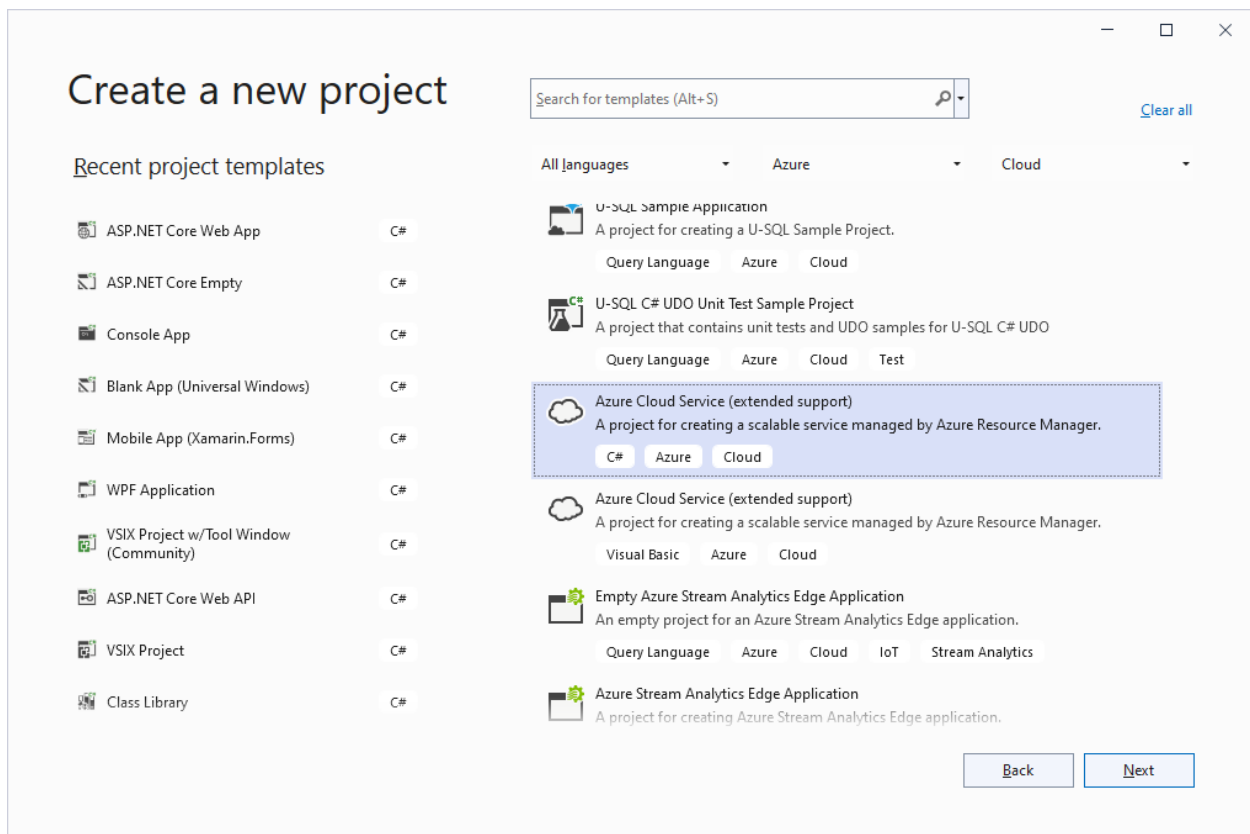 Create a new project
Search for templates (Alt+S)
Clear all
Recent project templates
All languages
Azure
Cloud
ASP.NET Core Web App C#
ASP.NET Core Empty C#
Console App C#
Blank App (Universal Windows) C#
Mobile App (Xamarin.Forms) C#
WPF Application C#
VSIX Project w/Tool Window
(Community) C#
ASP.NET Core Web API C#
VSIX Project C#
Class Library C#
U-SQL Sample Application
A project for creating a U-SQL Sample Project.
Query Language Azure Cloud
C#
U-SQL C# UDO Unit Test Sample Project
A project that contains unit tests and UDO samples for U-SQL C# UDO
Query Language Azure Cloud Test
Azure Cloud Service (extended support)
A project for creating a scalable service managed by Azure Resource Manager.
C# Azure Cloud
Azure Cloud Service (extended support)
A project for creating a scalable service managed by Azure Resource Manager.
Visual Basic Azure Cloud
Empty Azure Stream Analytics Edge Application
An empty project for an Azure Stream Analytics Edge application.
Query Language Azure Cloud IoT Stream Analytics
Azure Stream Analytics Edge Application
A project for creating Azure Stream Analytics Edge application.
Back
Next